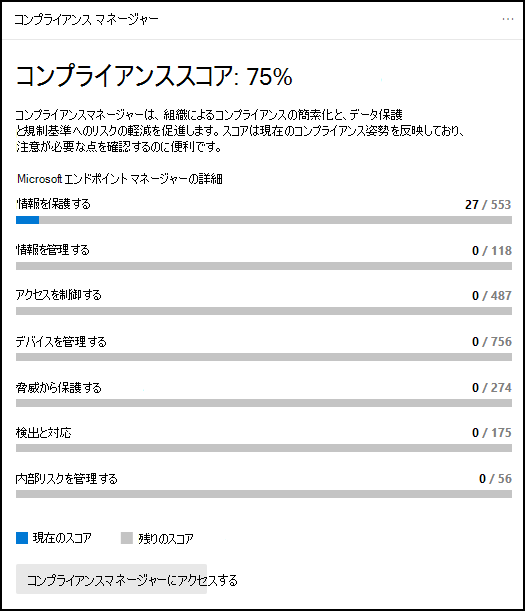 コンプライアンス マネージャー
コンプライアンススコア: 75%
コンプライアンスマネージャーは、組織によるコンプライアンスの簡素化と、データ保護
と規制基準へのリスクの軽減を促進します。スコアは現在のコンプライアンス姿勢を反映しており、
注意が必要な点を確認するのに便利です。
Microsoft エンドポイント マネージャーの詳細
情報を保護する 27 / 553
情報を管理する 0 / 118
アクセスを制御する 0 / 487
デバイスを管理する 0 / 756
脅威から保護する 0 / 274
検出と対応 0 / 175
内部リスクを管理する 0 / 56
現在のスコア 残りのスコア
コンプライアンスマネージャーにアクセスする